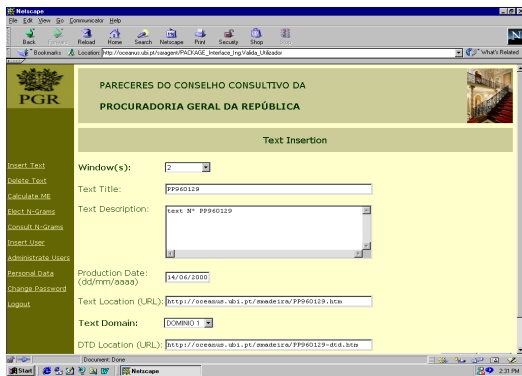 Netscape
File Edit View Go Communicator Help
Back Forward Reload Home Search Netscape Print Security Shop Stop
Bookmarks Location: http://oceanus.ubi.pt/saragent/PACKAGE_Interface_Ing.Valida_Utilizador What's Related
PGR
PARECERES DO CONSELHO CONSULTIVO DA
PROCURADORIA GERAL DA REPÚBLICA
Text Insertion
Insert Text
Delete Text
Calculate ME
Elect N-Grams
Consult N-Grams
Insert User
Administrate Users
Personal Data
Change Password
Logout
Window(s): 2
Text Title: PP960129
Text Description: text Nº PP960129
Production Date: 14/06/2000
(dd/mm/aaaa)
Text Location (URL): http://oceanus.ubi.pt/smadeira/PP960129.htm
Text Domain: DOMINIO 1
DTD Location (URL): http://oceanus.ubi.pt/smadeira/PP960129-dtd.htm
Document: Done
Start Netscape 2:31 PM